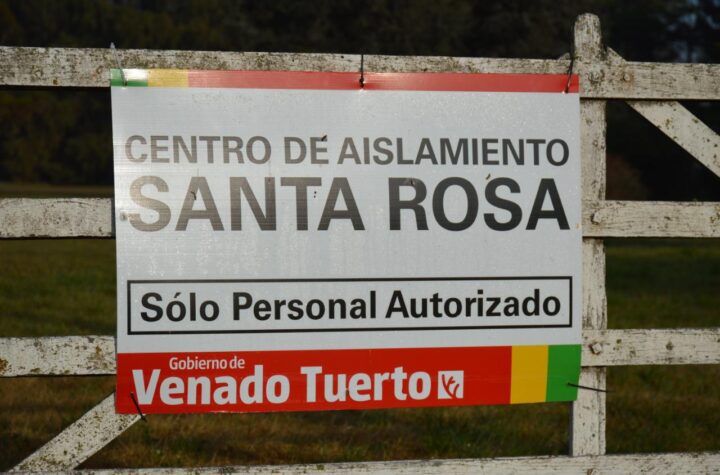 CENTRO DE AISLAMIENTO
SANTA ROSA
Sólo Personal Autorizado
Gobierno de
Venado Tuerto